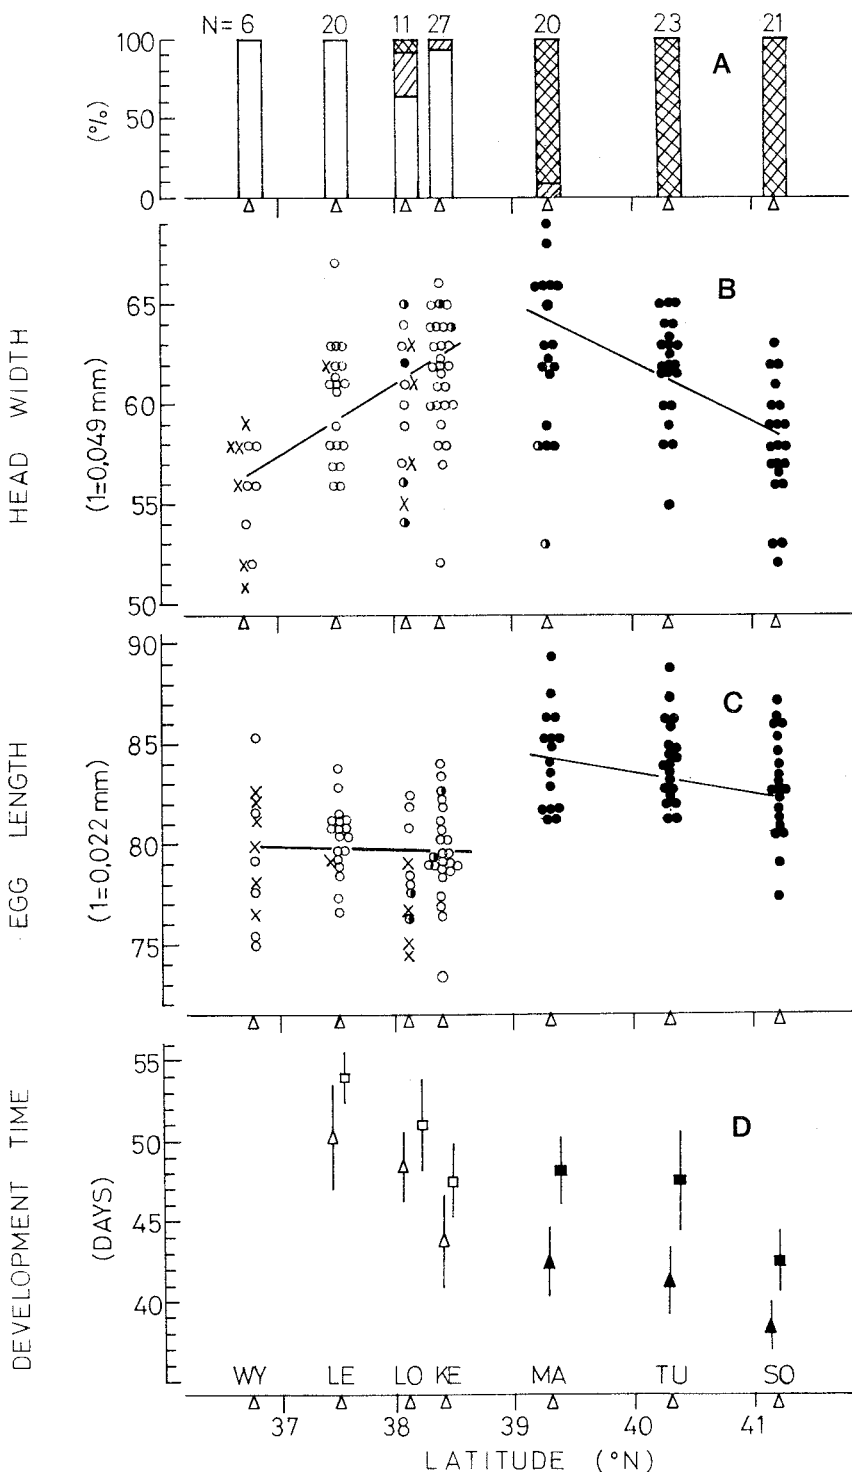 N=6 20 11 27 20 23 21
A
100
50
0
(%)
B
65
60
55
50
HEAD WIDTH
(1=0,049mm)
C
90
85
80
75
EGG LENGTH
(1=0,022 mm)
D
55
50
45
40
DEVELOPMENT TIME
(DAYS)
WY LE LO KE MA TU SO
37 38 39 40 41
LATITUDE (°N)